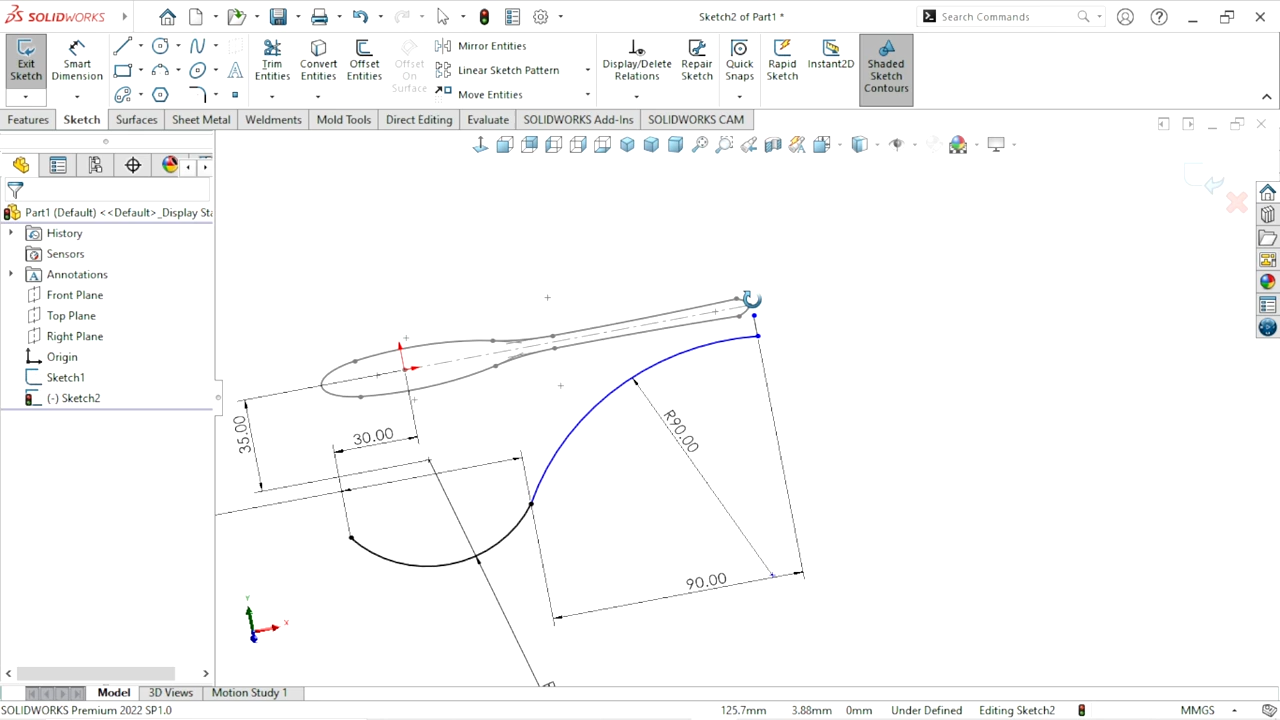 SOLIDWORKS
Sketch2 of Part1 *
Search Commands
Exit Sketch
Smart Dimension
Trim Entities
Convert Entities
Offset Entities
Offset On Surface
Mirror Entities
Linear Sketch Pattern
Move Entities
Display/Delete Relations
Repair Sketch
Quick Snaps
Rapid Sketch
Instant2D
Shaded Sketch Contours
Features
Sketch
Surfaces
Sheet Metal
Weldments
Mold Tools
Direct Editing
Evaluate
SOLIDWORKS Add-Ins
SOLIDWORKS CAM
Part1 (Default) <<Default>_Display Sta
History
Sensors
Annotations
Front Plane
Top Plane
Right Plane
Origin
Sketch1
(-) Sketch2
35.00
30.00
R90.00
90.00
Y
X
Model
3D Views
Motion Study 1
SOLIDWORKS Premium 2022 SP1.0
125.7mm
3.88mm
0mm
Under Defined
Editing Sketch2
MMGS